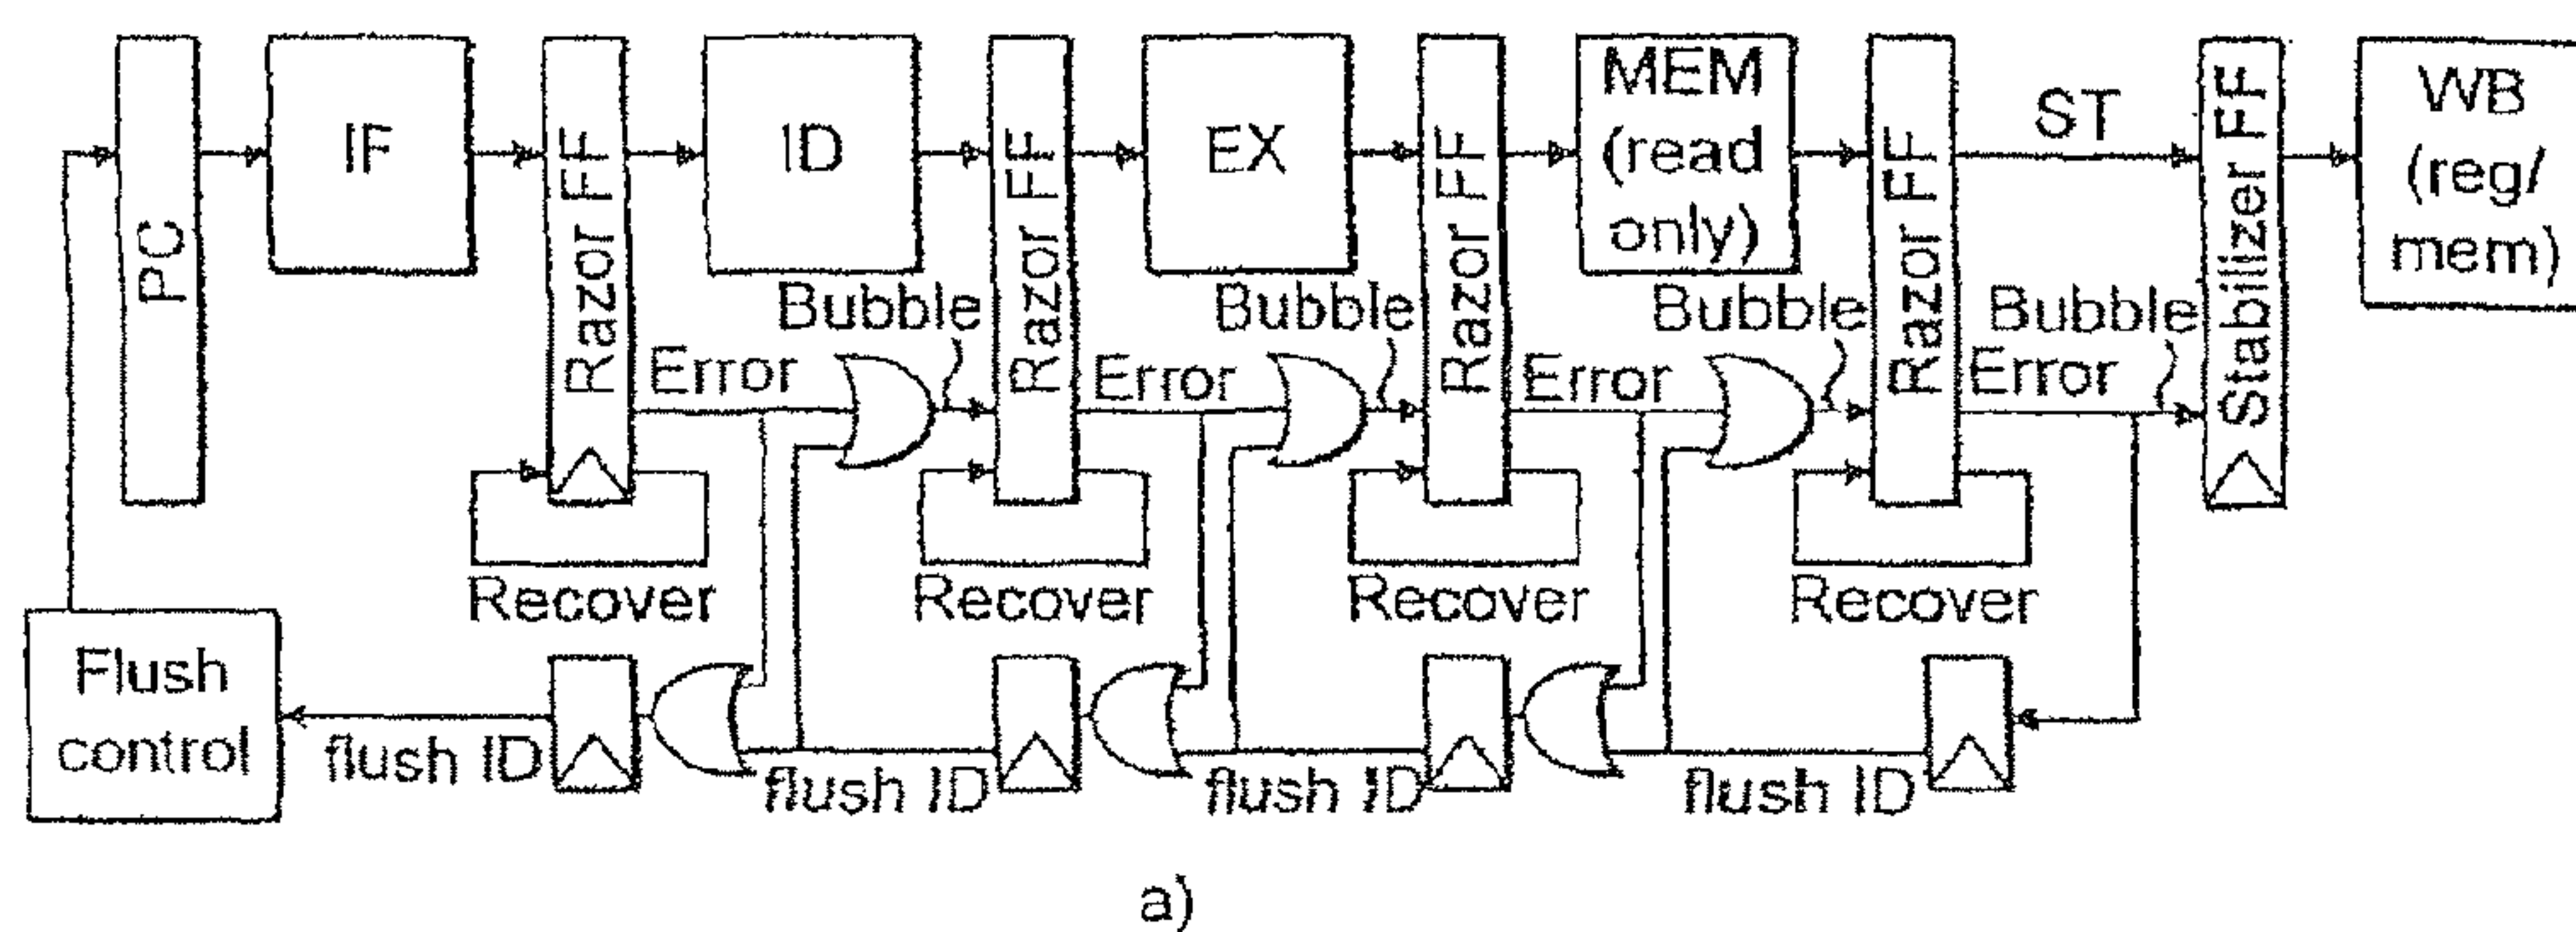 PC
IF
Razor FF
ID
Razor FF
EX
Razor FF
MEM
(read
only)
Razor FF
ST
Stabilizer FF
WB
(reg/
mem)
Bubble
Bubble
Bubble
Bubble
Error
Error
Error
Error
Recover
Recover
Recover
Recover
Flush
control
flush ID
flush ID
flush ID
flush ID
a)